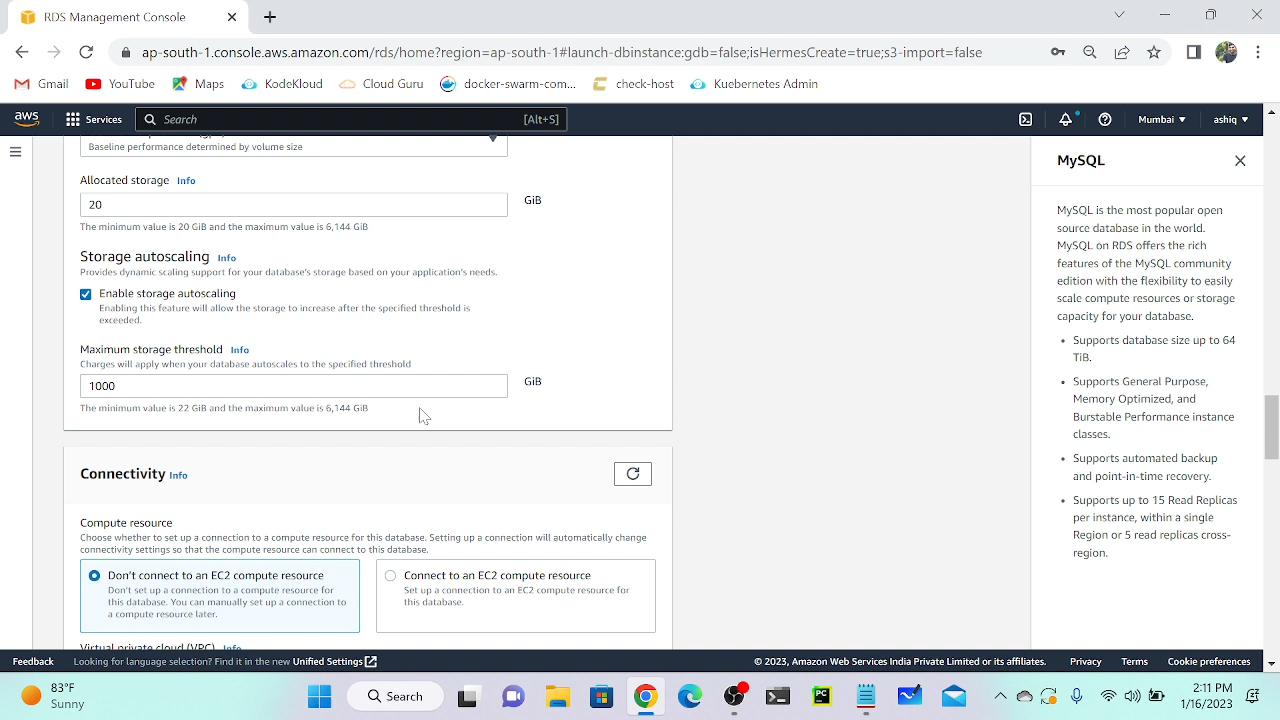 RDS Management Console
ap-south-1.console.aws.amazon.com/rds/home?region=ap-south-1#launch-dbinstance:gdb=false;isHermesCreate=true;s3-import=false
Gmail
YouTube
Maps
KodeKloud
Cloud Guru
docker-swarm-com...
check-host
Kuebernetes Admin
aws
Services
Search
[Alt+S]
Mumbai
ashiq
Baseline performance determined by volume size
Allocated storage Info
20
GiB
The minimum value is 20 GiB and the maximum value is 6,144 GiB
Storage autoscaling Info
Provides dynamic scaling support for your database's storage based on your application's needs.
Enable storage autoscaling
Enabling this feature will allow the storage to increase after the specified threshold is
exceeded.
Maximum storage threshold Info
Charges will apply when your database autoscales to the specified threshold
1000
GiB
The minimum value is 22 GiB and the maximum value is 6,144 GiB
Connectivity Info
Compute resource
Choose whether to set up a connection to a compute resource for this database. Setting up a connection will automatically change
connectivity settings so that the compute resource can connect to this database.
Don't connect to an EC2 compute resource
Don't set up a connection to a compute resource for
this database. You can manually set up a connection to
a compute resource later.
Connect to an EC2 compute resource
Set up a connection to an EC2 compute resource for
this database.
Virtual private cloud (VPC) Info
MySQL
MySQL is the most popular open
source database in the world.
MySQL on RDS offers the rich
features of the MySQL community
edition with the flexibility to easily
scale compute resources or storage
capacity for your database.
• Supports database size up to 64
TiB.
• Supports General Purpose,
Memory Optimized, and
Burstable Performance instance
classes.
• Supports automated backup
and point-in-time recovery.
• Supports up to 15 Read Replicas
per instance, within a single
Region or 5 read replicas cross-
region.
Feedback
Looking for language selection? Find it in the new Unified Settings
© 2023, Amazon Web Services India Private Limited or its affiliates.
Privacy
Terms
Cookie preferences
83°F
Sunny
Search
PC
2:11 PM
1/16/2023